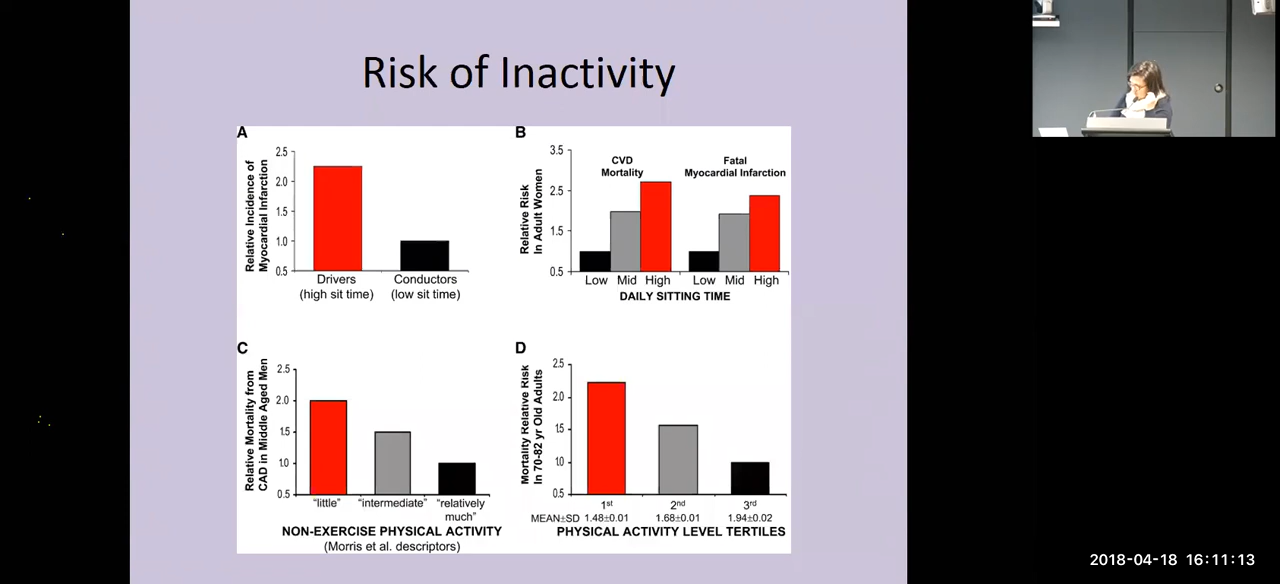 Risk of Inactivity
A
Relative Incidence of
Myocardial Infarction
2.5
2.0
1.5
1.0
0.5
Drivers
(high sit time)
Conductors
(low sit time)
B
Relative Risk
In Adult Women
3.5
2.5
1.5
0.5
CVD
Mortality
Fatal
Myocardial Infarction
Low Mid High Low Mid High
DAILY SITTING TIME
C
Relative Mortality from
CAD in Middle Aged Men
2.5
2.0
1.5
1.0
0.5
"little" "intermediate" "relatively
much"
NON-EXERCISE PHYSICAL ACTIVITY
(Morris et al. descriptors)
D
Mortality Relative Risk
In 70-82 yr Old Adults
2.5
2.0
1.5
1.0
0.5
1st 2nd 3rd
MEAN±SD 1.48±0.01 1.68±0.01 1.94±0.02
PHYSICAL ACTIVITY LEVEL TERTILES
2018-04-18 16:11:13